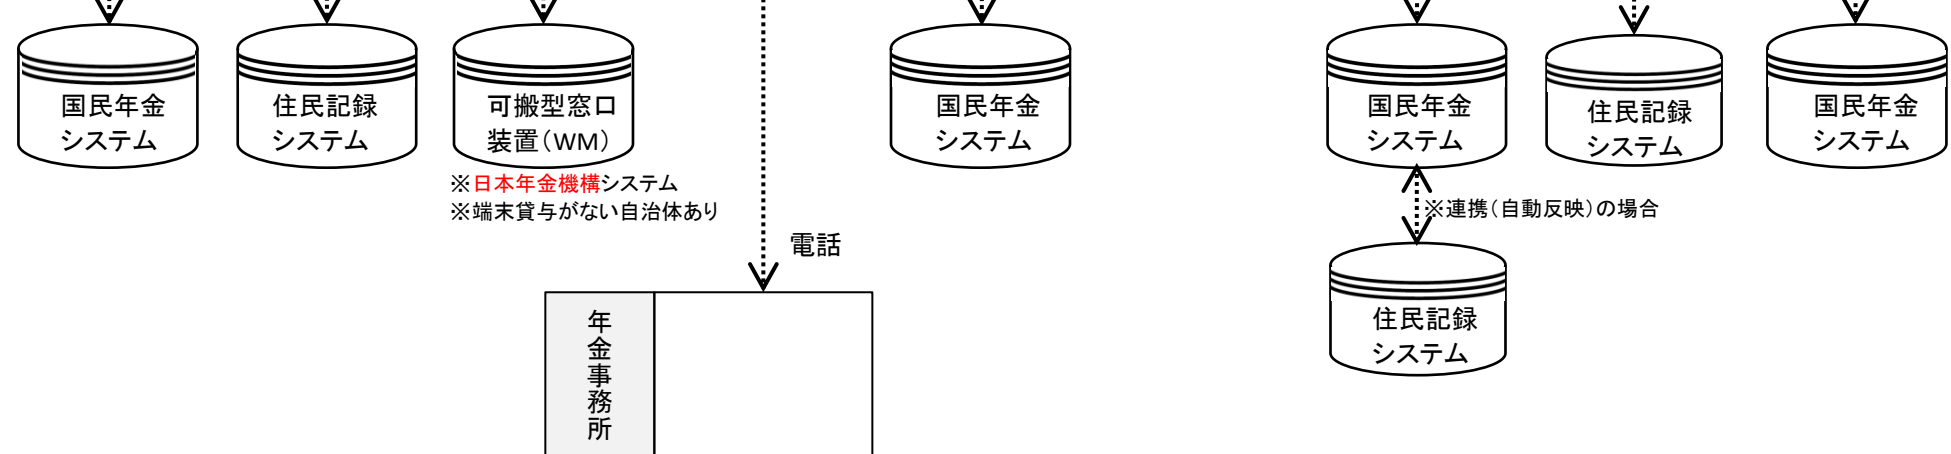 国民年金
システム
住民記録
システム
可搬型窓口
装置（WM）
※日本年金機構システム
※端末貸与がない自治体あり
電話
年金事務所
国民年金
システム
国民年金
システム
※連携（自動反映）の場合
住民記録
システム
住民記録
システム
国民年金
システム